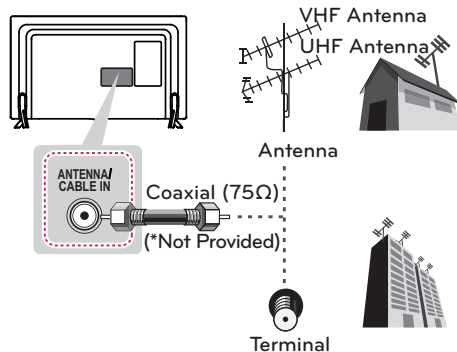 VHF Antenna
UHF Antenna
Antenna
ANTENNA/
CABLE IN
Coaxial (75Ω)
(*Not Provided)
Terminal